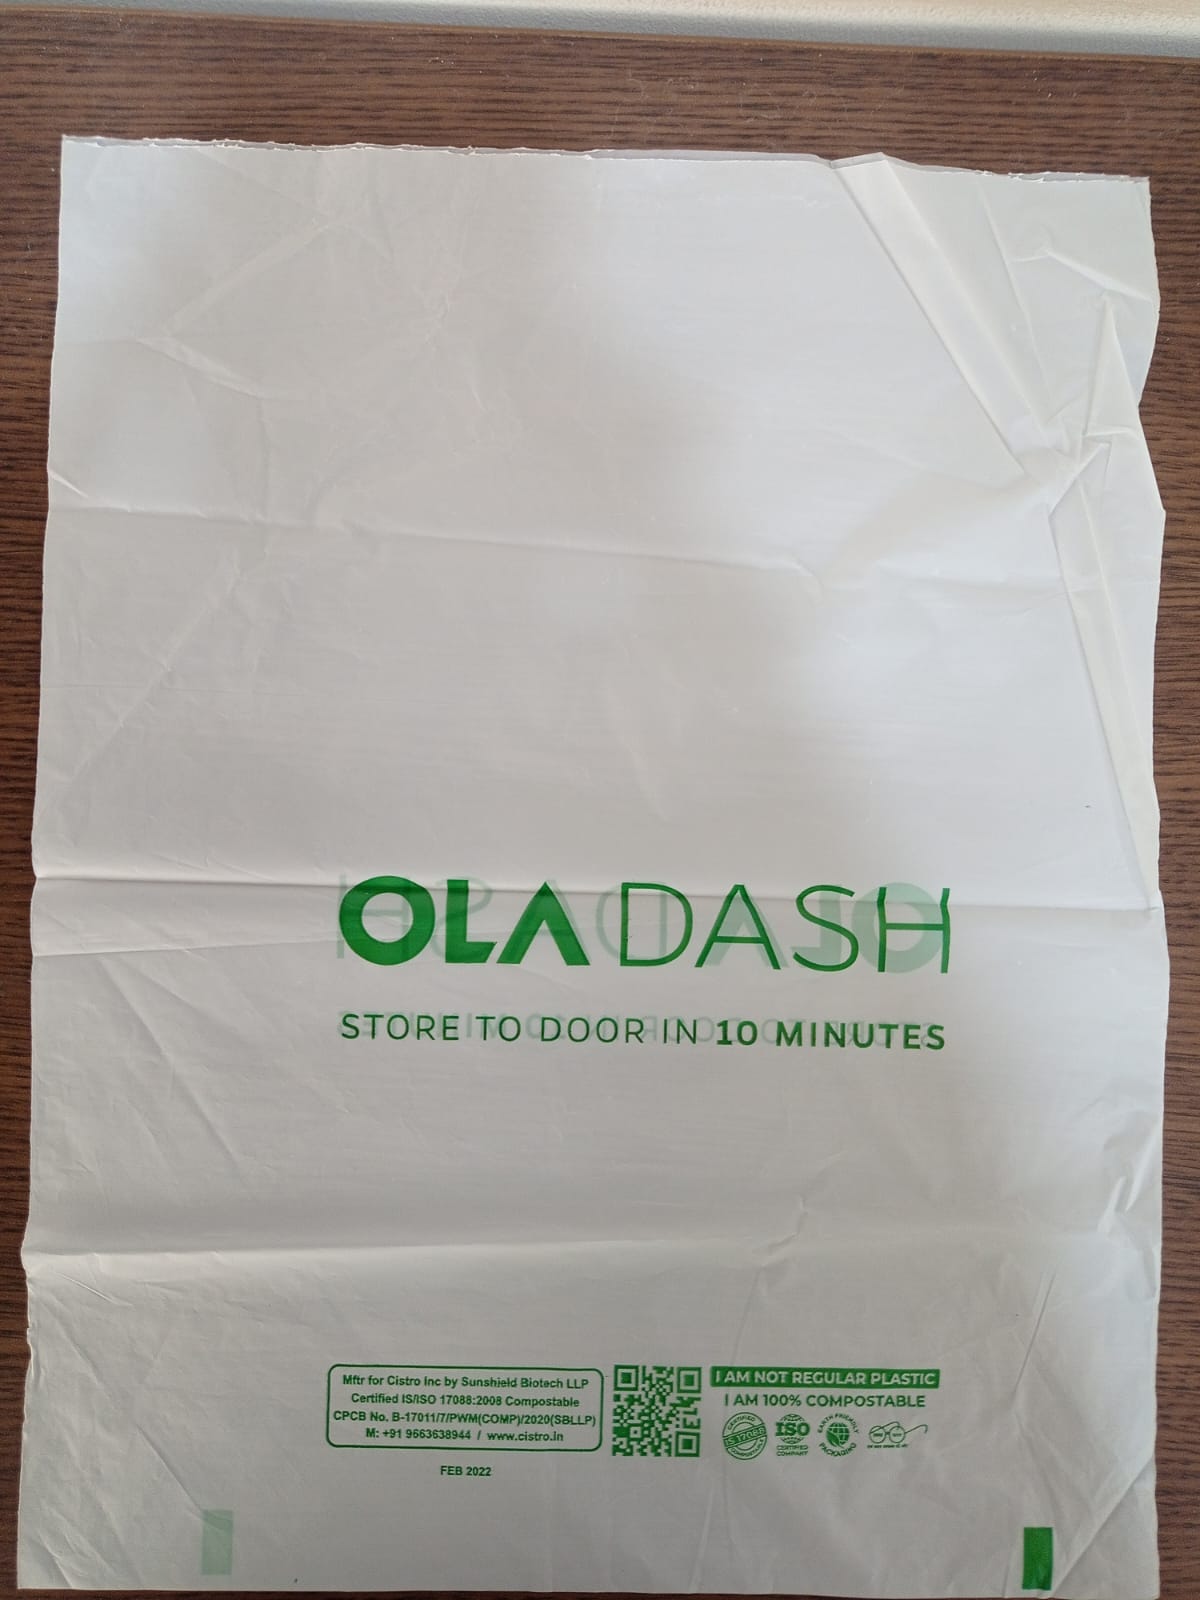 OLA DASH
STORE TO DOOR IN 10 MINUTES
Mftr for Cistro Inc by Sunshield Biotech LLP
Certified IS/ISO 17088:2008 Compostable
CPCB No. B-17011/7/PWM(COMP)/2020(SBLLP)
M: +91 9663638944 / www.cistro.in
FEB 2022
I AM NOT REGULAR PLASTIC
I AM 100% COMPOSTABLE
CERTIFIED
IS 17088
COMPOSTABLE
ISO
CERTIFIED
COMPANY
EARTH FRIENDLY
PACKAGING